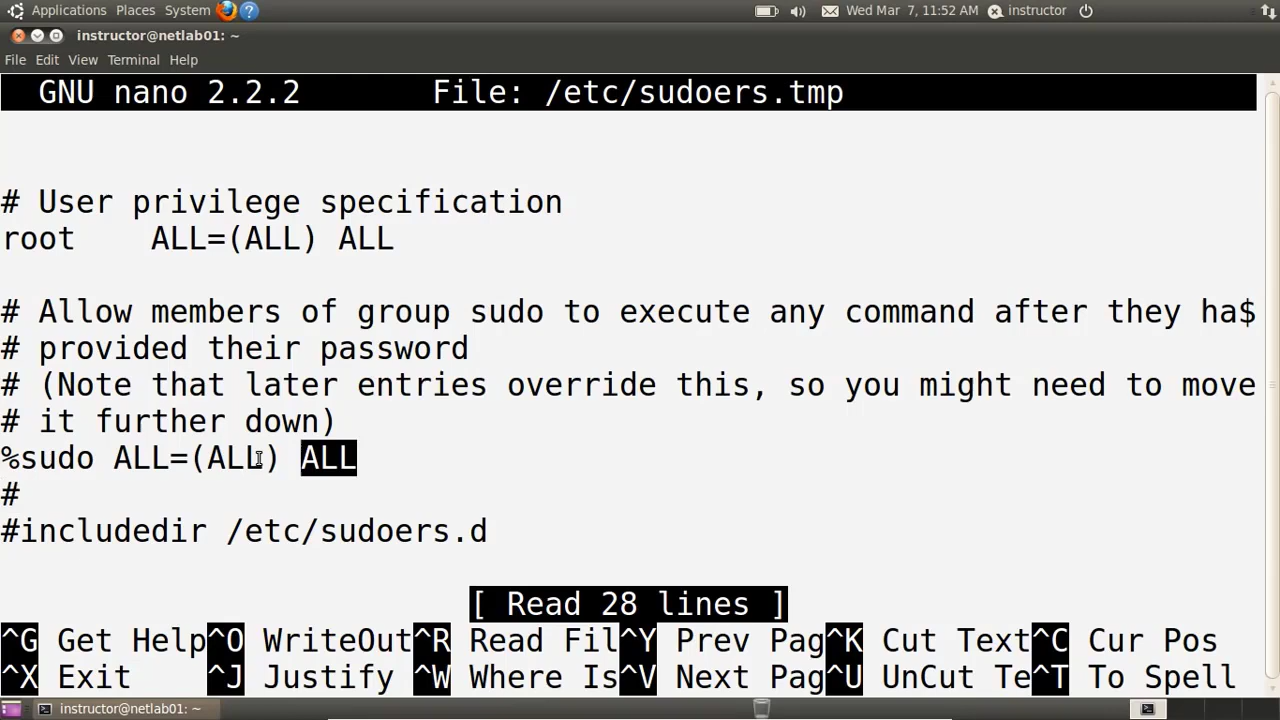 Applications Places System Wed Mar 7, 11:52 AM instructor
instructor@netlab01: ~
File Edit View Terminal Help
GNU nano 2.2.2 File: /etc/sudoers.tmp
# User privilege specification
root ALL=(ALL) ALL
# Allow members of group sudo to execute any command after they ha$
# provided their password
# (Note that later entries override this, so you might need to move
# it further down)
%sudo ALL=(ALL) ALL
#
#includedir /etc/sudoers.d
[ Read 28 lines ]
^G Get Help ^O WriteOut ^R Read Fil ^Y Prev Pag ^K Cut Text ^C Cur Pos
^X Exit ^J Justify ^W Where Is ^V Next Pag ^U UnCut Te ^T To Spell
instructor@netlab01: ~